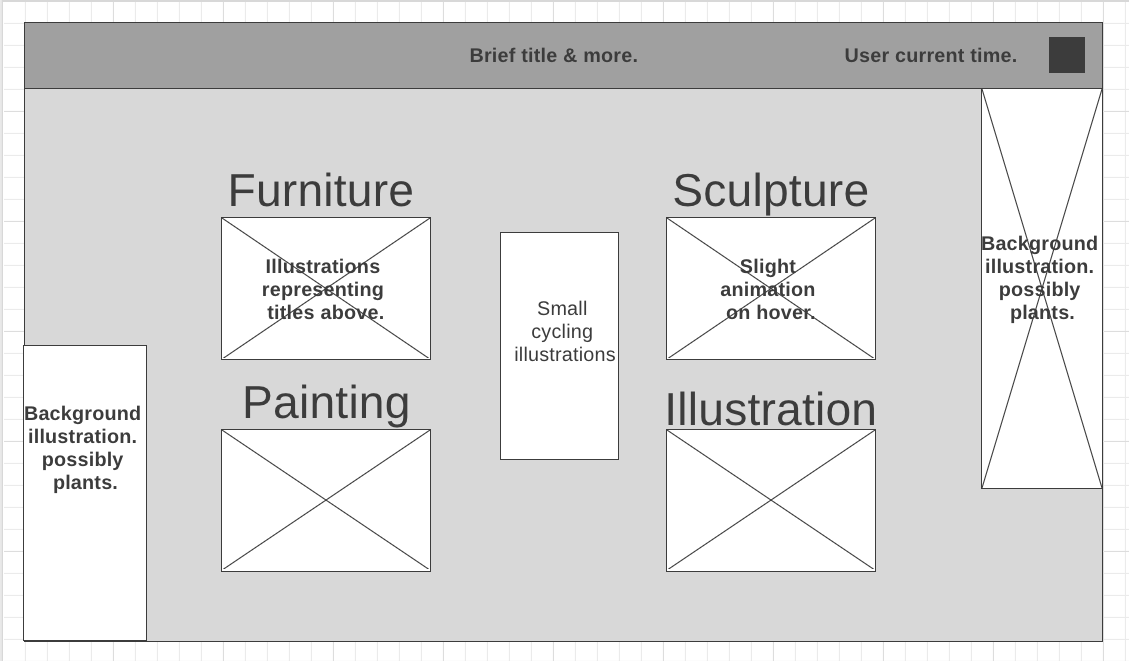 Brief title & more.
User current time.
Furniture
Illustrations
representing
titles above.
Small
cycling
illustrations
Sculpture
Slight
animation
on hover.
Background
illustration.
possibly
plants.
Background
illustration.
possibly
plants.
Painting
Illustration